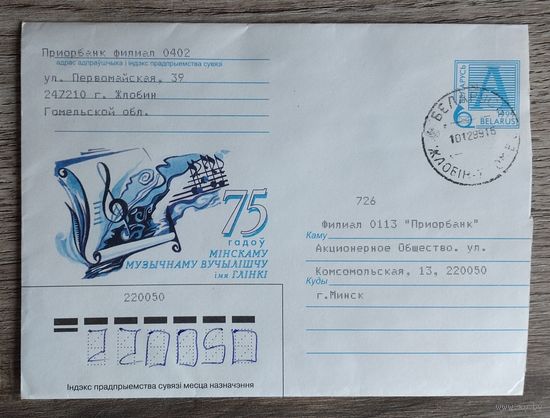 Приорбанк филиал 0402
адрас адпраўшчыка і індэкс прадпрыемства сувязі
ул. Первомайская, 39
247210 г. Жлобин
Гомельской обл.
БЕЛАРУСЬ
A
BELARUS
10129915
75
гадоў
МІНСКАМУ
МУЗЫЧНАМУ ВУЧЫЛІШЧУ
імя ГЛІНКІ
726
Филиал 0113 "Приорбанк"
Каму
Акционерное Общество. ул.
Комсомольская, 13, 220050
Куды
г.Минск
220050
220050
Індэкс прадпрыемства сувязі месца назначэння